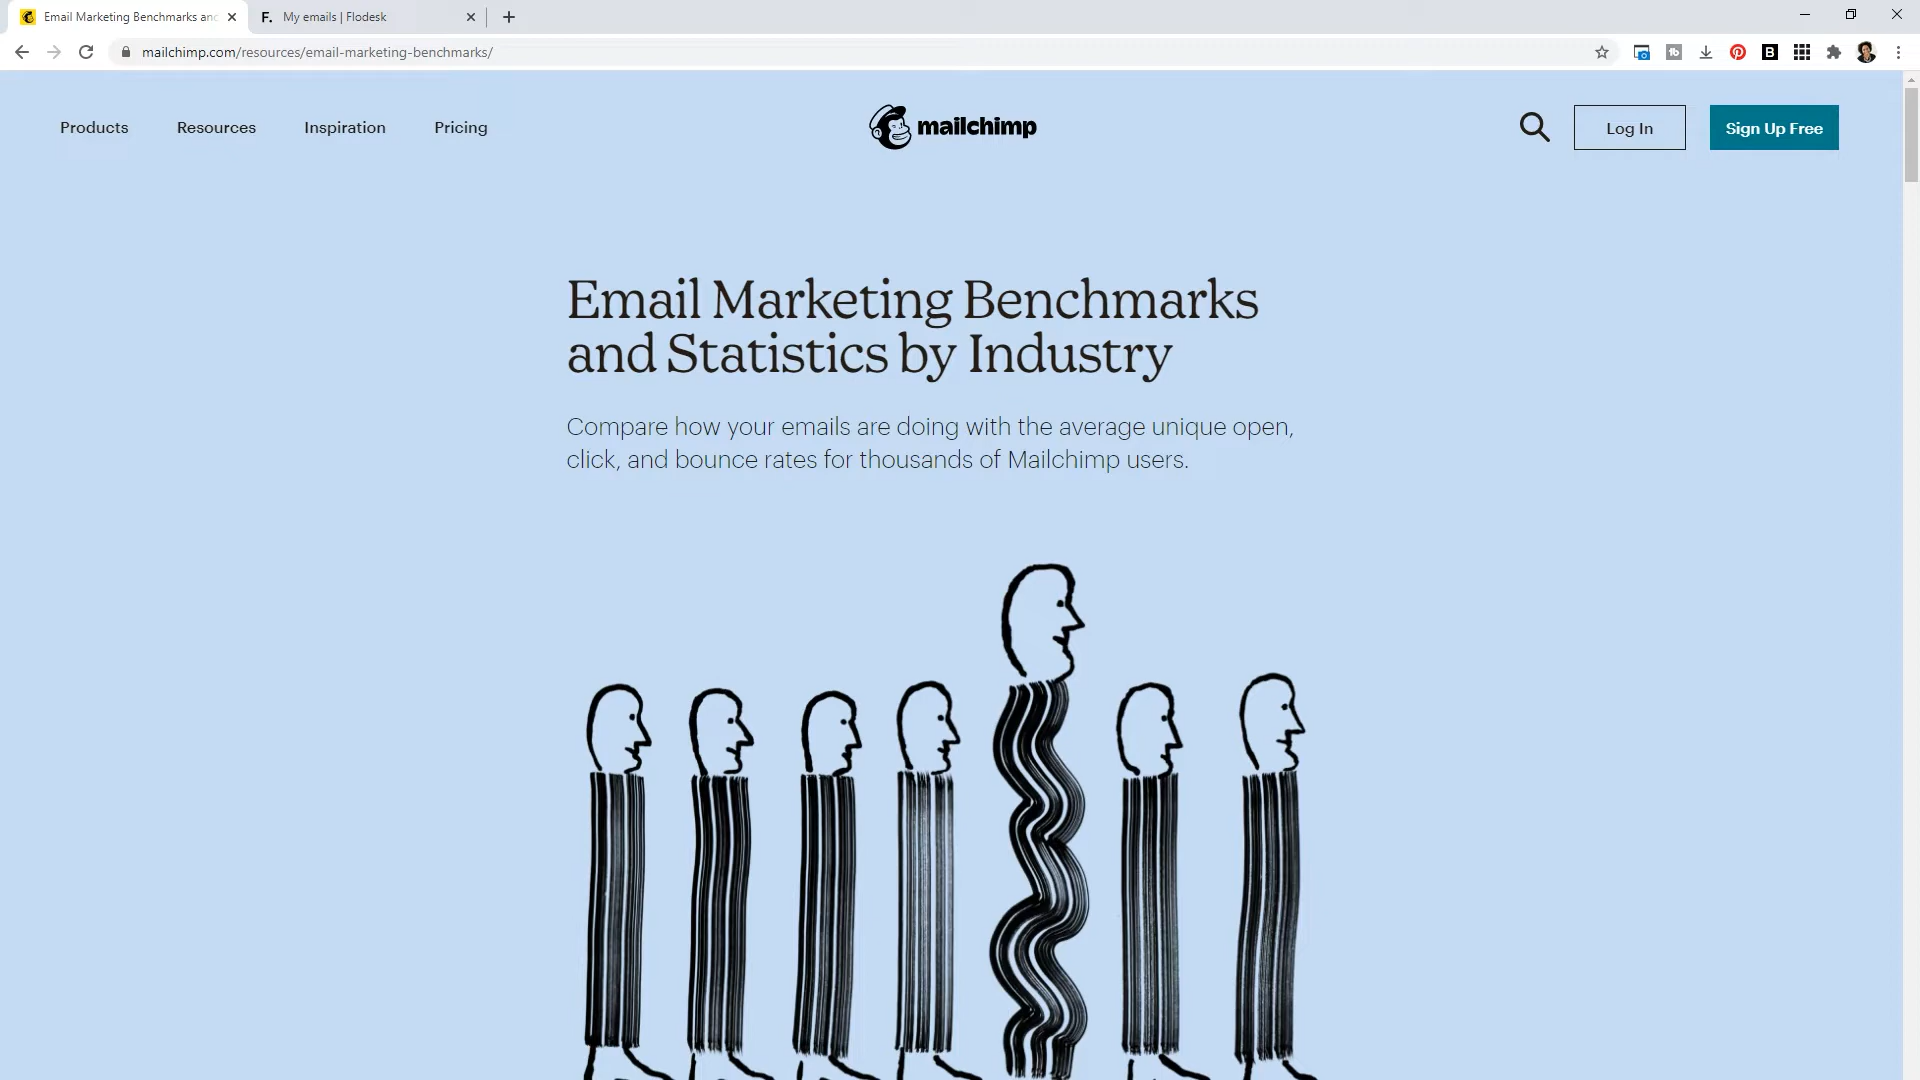 Email Marketing Benchmarks and
F. My emails | Flodesk
mailchimp.com/resources/email-marketing-benchmarks/
tb
B
Products
Resources
Inspiration
Pricing
mailchimp
Log In
Sign Up Free
Email Marketing Benchmarks
and Statistics by Industry
Compare how your emails are doing with the average unique open,
click, and bounce rates for thousands of Mailchimp users.